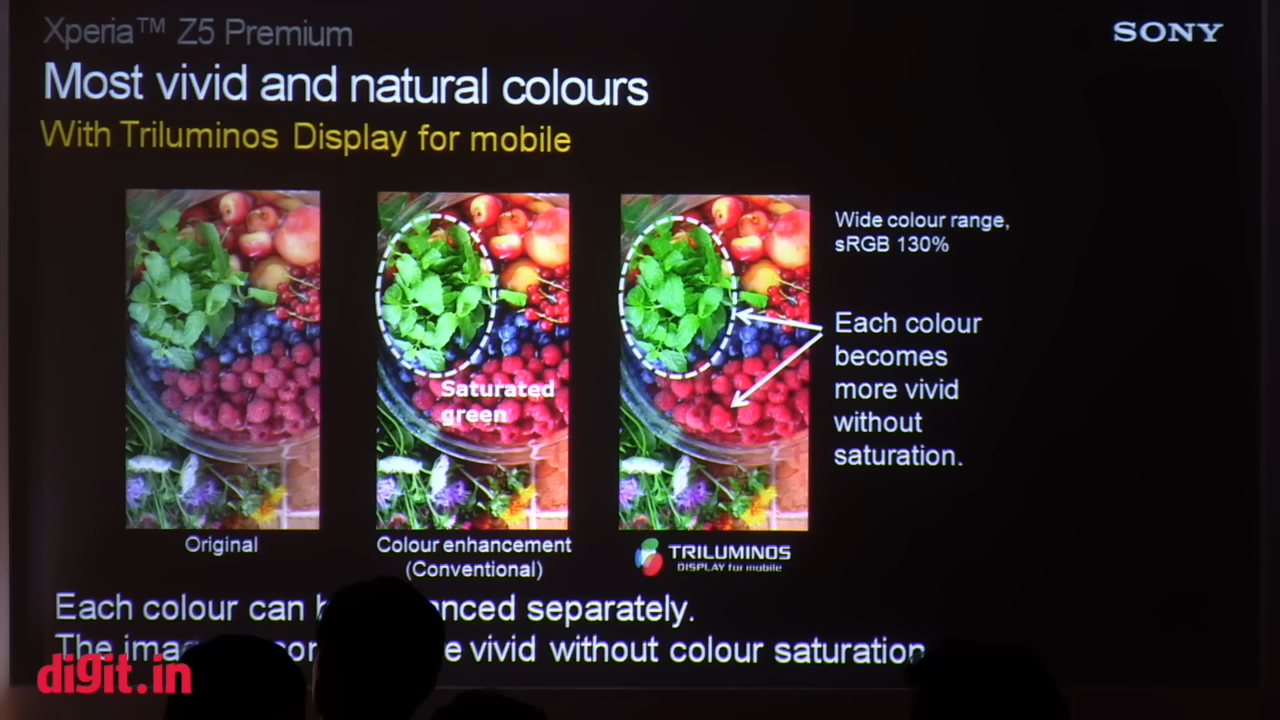 Xperia™ Z5 Premium
SONY
Most vivid and natural colours
With Triluminos Display for mobile
Wide colour range,
sRGB 130%
Each colour
becomes
more vivid
without
saturation.
Saturated
green
Original
Colour enhancement
(Conventional)
TRILUMINOS
DISPLAY for mobile
Each colour can separately.
The vivid without colour saturation
digit.in